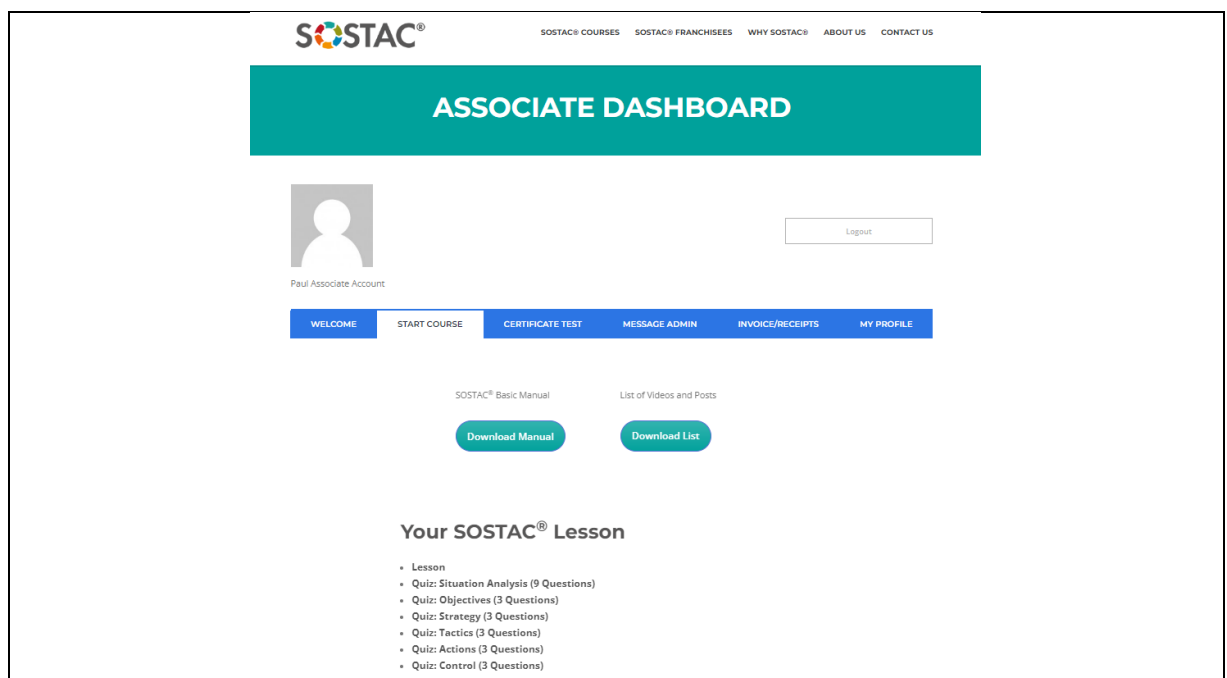 SOSTAC®
SOSTAC® COURSES SOSTAC® FRANCHISEES WHY SOSTAC® ABOUT US CONTACT US
ASSOCIATE DASHBOARD
Logout
Paul Associate Account
WELCOME START COURSE CERTIFICATE TEST MESSAGE ADMIN INVOICE/RECEIPTS MY PROFILE
SOSTAC® Basic Manual List of Videos and Posts
Download Manual Download List
Your SOSTAC® Lesson
• Lesson
• Quiz: Situation Analysis (9 Questions)
• Quiz: Objectives (3 Questions)
• Quiz: Strategy (3 Questions)
• Quiz: Tactics (3 Questions)
• Quiz: Actions (3 Questions)
• Quiz: Control (3 Questions)